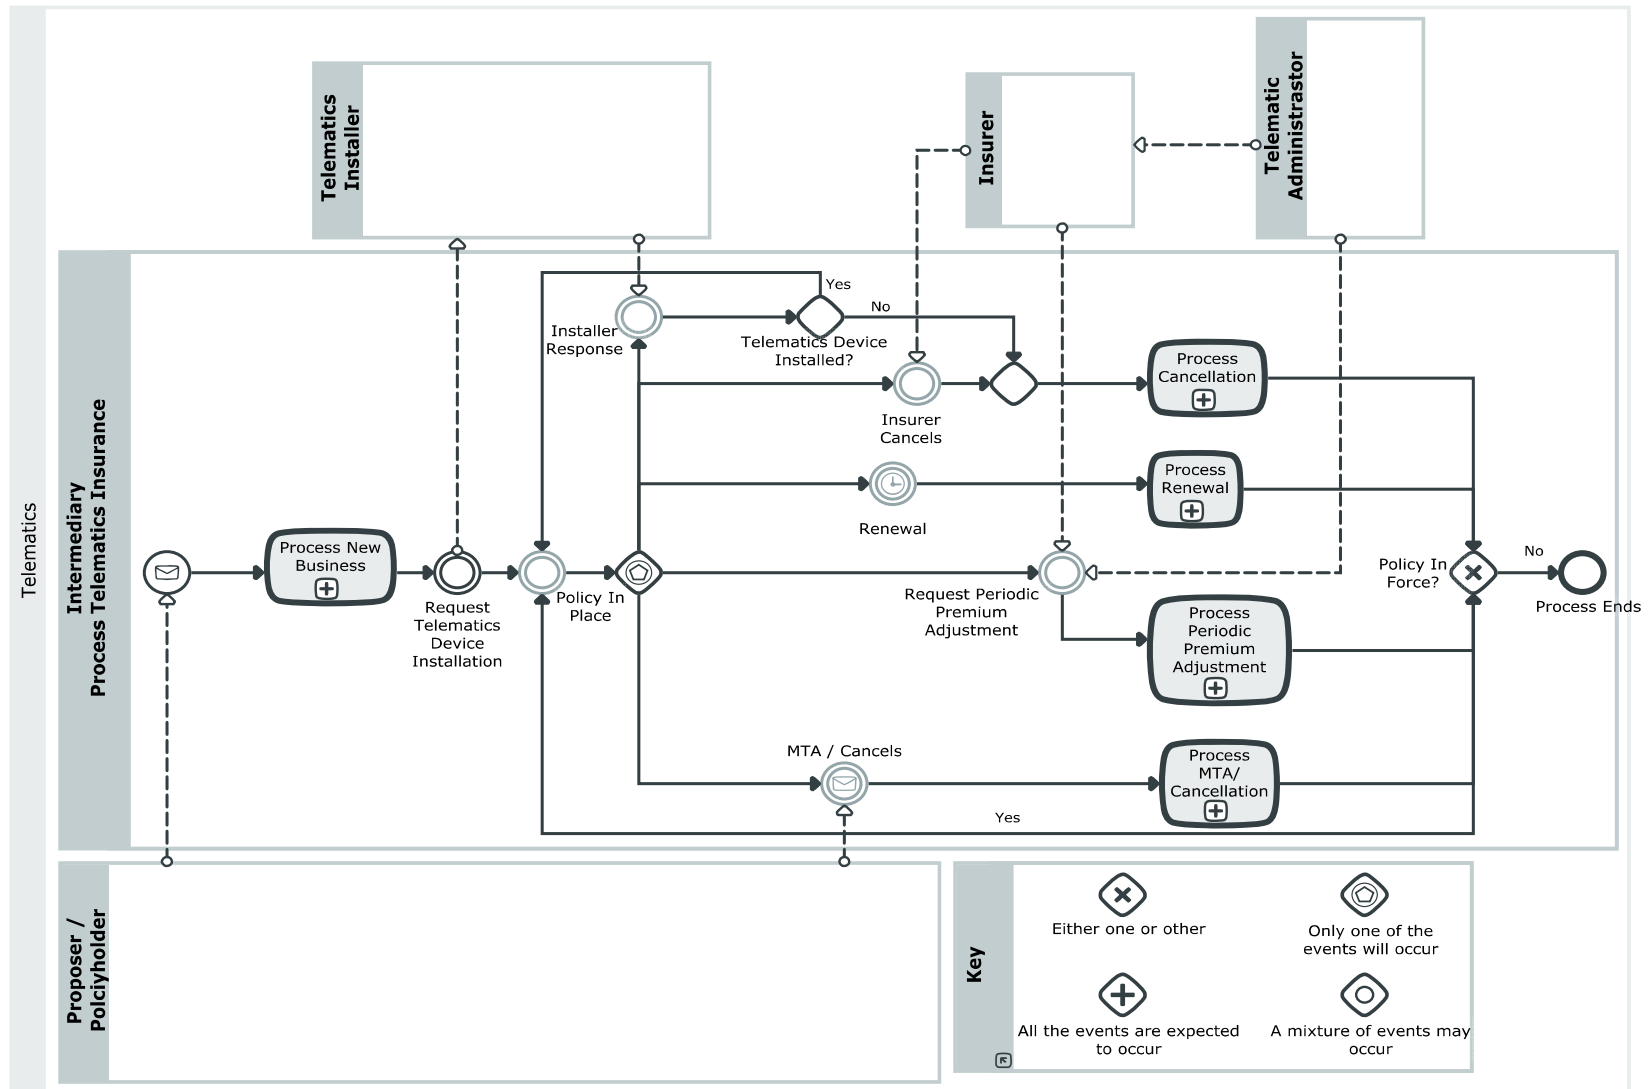 Telematics
Telematics
Installer
Insurer
Telematic
Administrastor
Intermediary
Process Telematics Insurance
Yes
No
Installer
Response
Telematics Device
Installed?
Process
Cancellation
Insurer
Cancels
Process
Renewal
Renewal
Process New
Business
Request
Telematics
Device
Installation
Policy In
Place
Request Periodic
Premium
Adjustment
Policy In
Force?
No
Process Ends
Process
Periodic
Premium
Adjustment
MTA / Cancels
Process
MTA/
Cancellation
Yes
Proposer /
Polciyholder
Key
Either one or other
Only one of the
events will occur
All the events are expected
to occur
A mixture of events may
occur